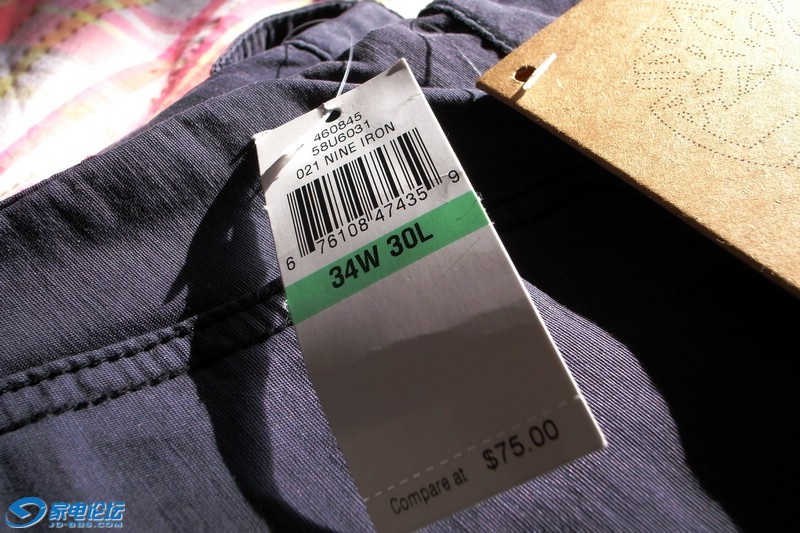 460845
58U6031
021 NINE IRON
6 76108 47435 9
34W 30L
Compare at $75.00
家电论坛
JD-BBS.COM